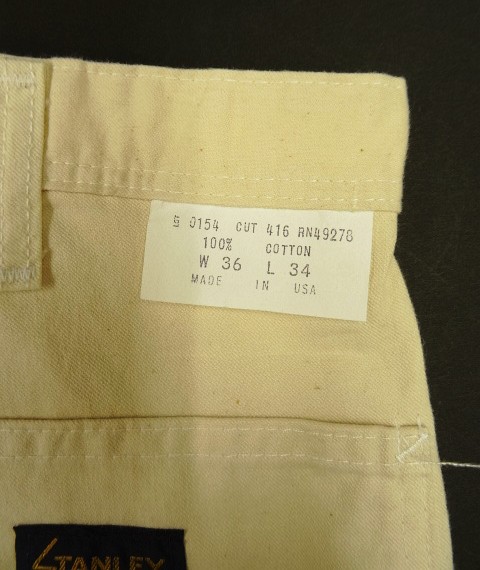 § 0154 CUT 416 RN49278
100% COTTON
W 36 L 34
MADE IN USA
STANLEY